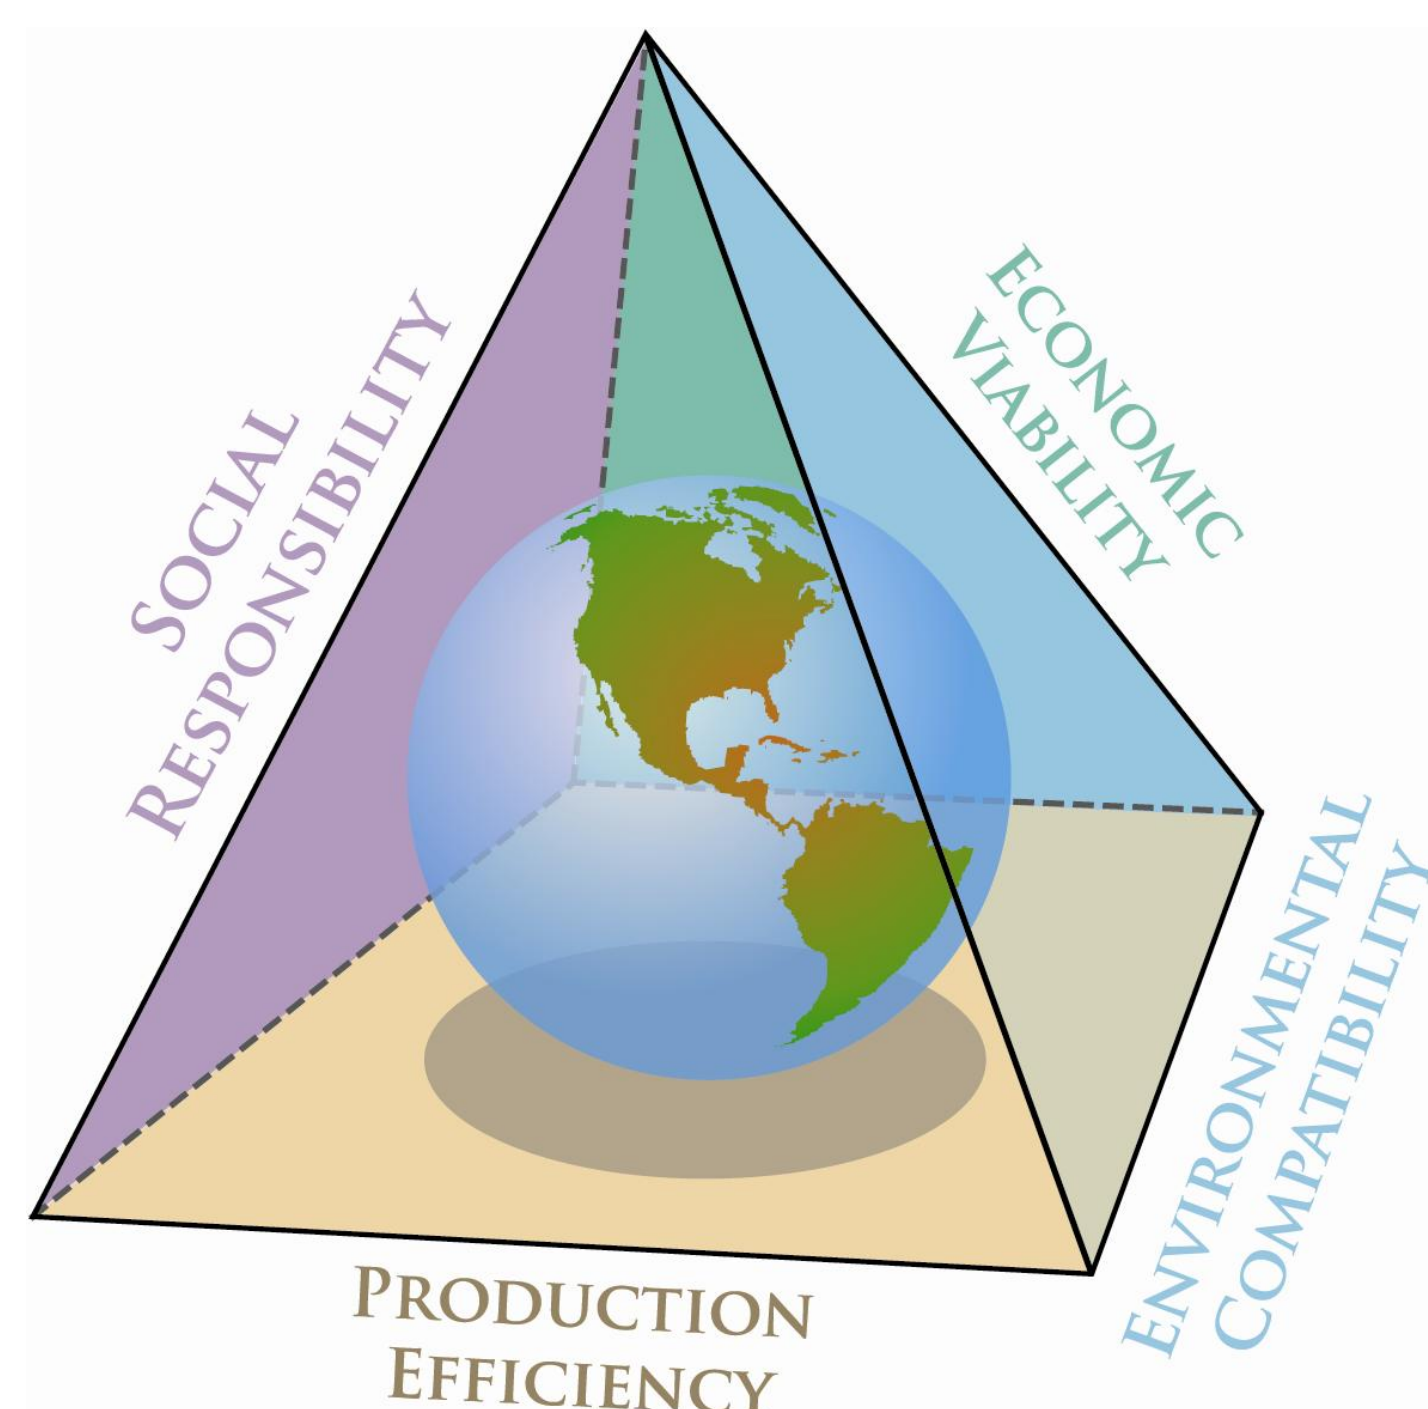 Social
Responsibility
Economic
Viability
Environmental
Compatibility
Production
Efficiency